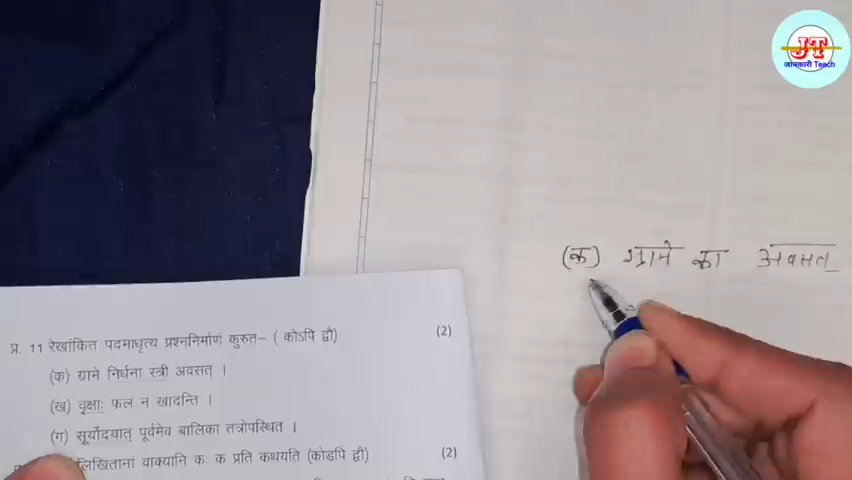 JT
जानकारी Teach
(क) ग्रामे का अवसत्
प्र. 11 रेखांकित पदमाधृत्य प्रश्ननिर्माणं कुरुत– ( कोऽपि द्वौ) (2)
(क) ग्रामे निर्धना स्त्री अवसत् ।
(ख) वृक्षाः फलं न खादन्ति ।
(ग) सूर्योदयात् पूर्वमेव बालिका तत्रोपस्थित ।
लिखितानां वाक्यानि कः क प्रति कथयति (कोडपि द्वौ) (2)